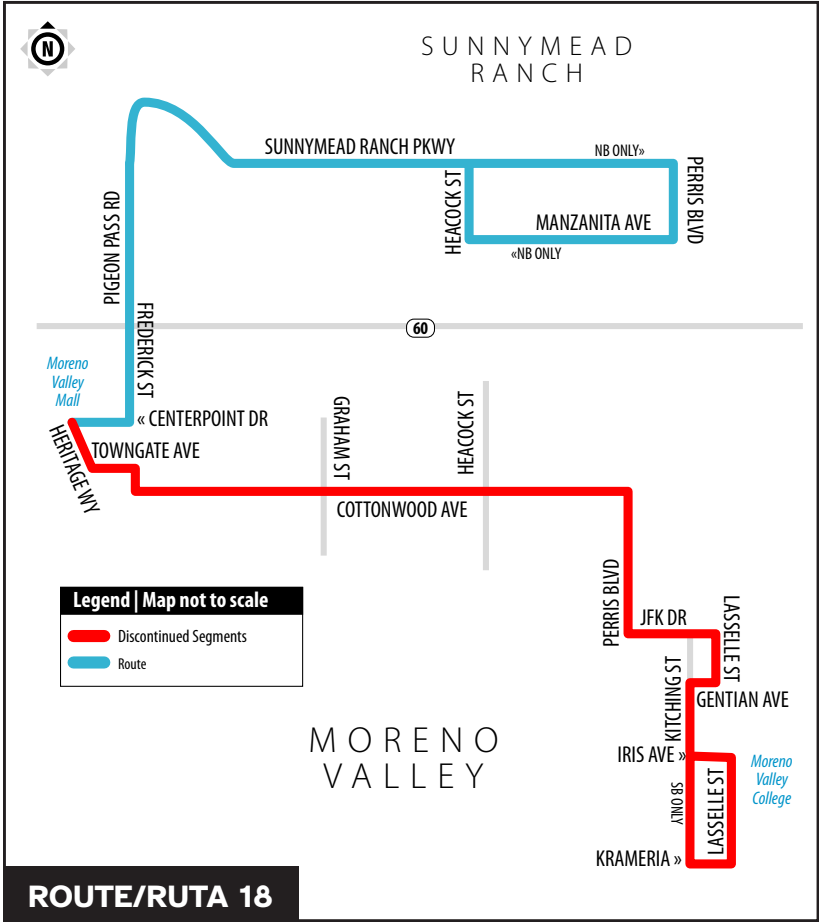 N
SUNNYMEAD
RANCH
SUNNYMEAD RANCH PKWY
NB ONLY»
PERRIS BLVD
HEACOCK ST
MANZANITA AVE
«NB ONLY
PIGEON PASS RD
FREDERICK ST
60
Moreno
Valley
Mall
« CENTERPOINT DR
HERITAGE WY
TOWNGATE AVE
GRAHAM ST
HEACOCK ST
COTTONWOOD AVE
Legend | Map not to scale
Discontinued Segments
Route
PERRIS BLVD
JFK DR
LASSELLE ST
KITCHING ST
GENTIAN AVE
MORENO
VALLEY
IRIS AVE »
SB ONLY
LASSELLE ST
Moreno
Valley
College
KRAMERIA »
ROUTE/RUTA 18